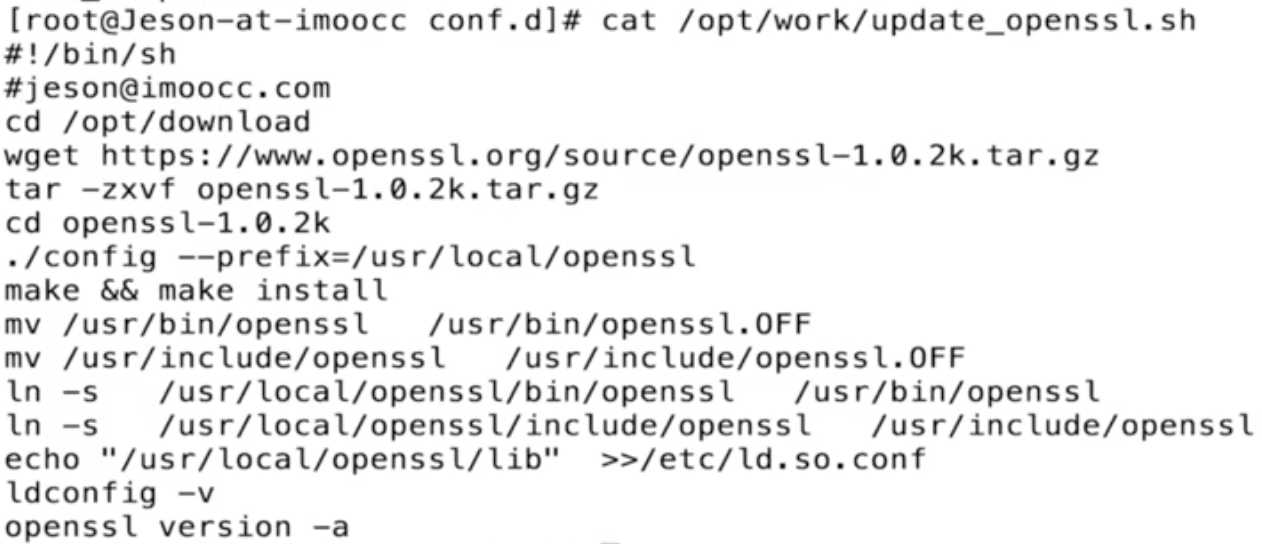 [root@Jeson-at-imoocc conf.d]# cat /opt/work/update_openssl.sh
#!/bin/sh
#jeson@imoocc.com
cd /opt/download
wget https://www.openssl.org/source/openssl-1.0.2k.tar.gz
tar -zxvf openssl-1.0.2k.tar.gz
cd openssl-1.0.2k
./config --prefix=/usr/local/openssl
make && make install
mv /usr/bin/openssl   /usr/bin/openssl.OFF
mv /usr/include/openssl   /usr/include/openssl.OFF
ln -s   /usr/local/openssl/bin/openssl   /usr/bin/openssl
ln -s   /usr/local/openssl/include/openssl   /usr/include/openssl
echo "/usr/local/openssl/lib"  >>/etc/ld.so.conf
ldconfig -v
openssl version -a